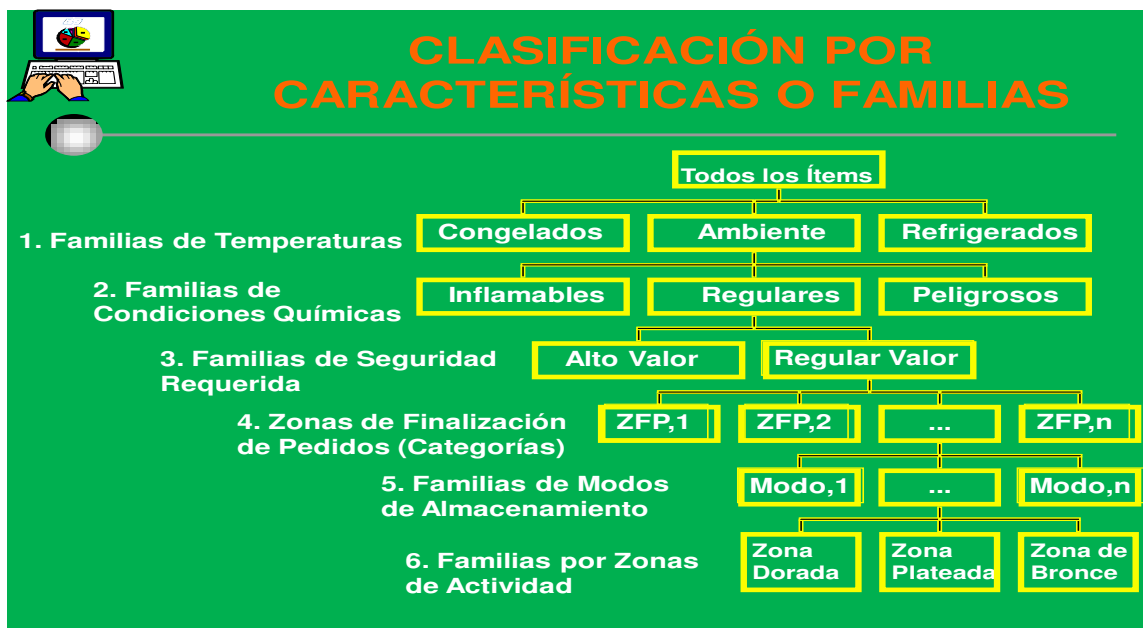 CLASIFICACIÓN POR
CARACTERÍSTICAS O FAMILIAS
Todos los Ítems
1. Familias de Temperaturas
Congelados
Ambiente
Refrigerados
2. Familias de
Condiciones Químicas
Inflamables
Regulares
Peligrosos
3. Familias de Seguridad
Requerida
Alto Valor
Regular Valor
4. Zonas de Finalización
de Pedidos (Categorías)
ZFP,1
ZFP,2
...
ZFP,n
5. Familias de Modos
de Almacenamiento
Modo,1
...
Modo,n
6. Familias por Zonas
de Actividad
Zona
Dorada
Zona
Plateada
Zona de
Bronce